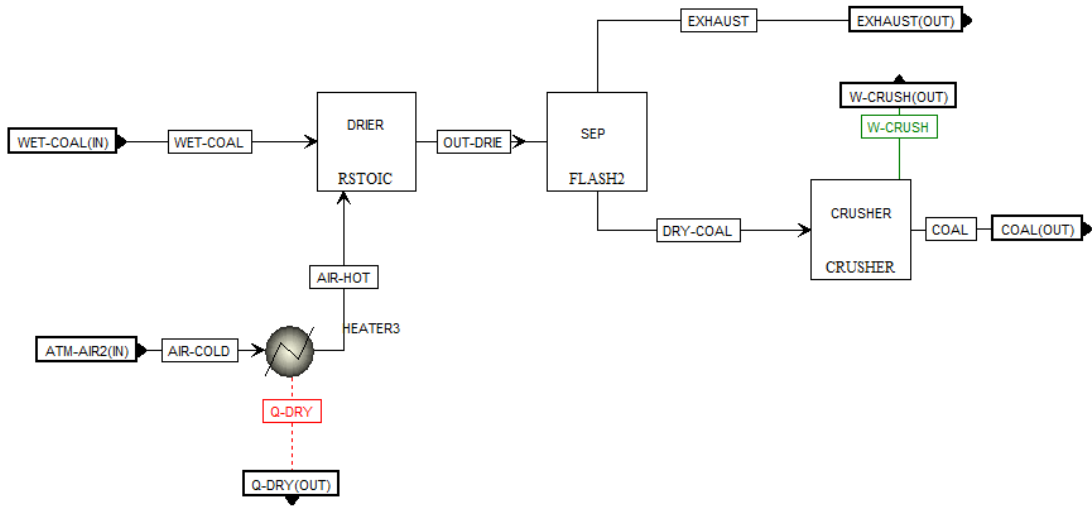 EXHAUST
EXHAUST(OUT)
W-CRUSH(OUT)
W-CRUSH
WET-COAL(IN)
WET-COAL
DRIER
RSTOIC
OUT-DRIE
SEP
FLASH2
DRY-COAL
CRUSHER
CRUSHER
COAL
COAL(OUT)
AIR-HOT
HEATER3
ATM-AIR2(IN)
AIR-COLD
Q-DRY
Q-DRY(OUT)